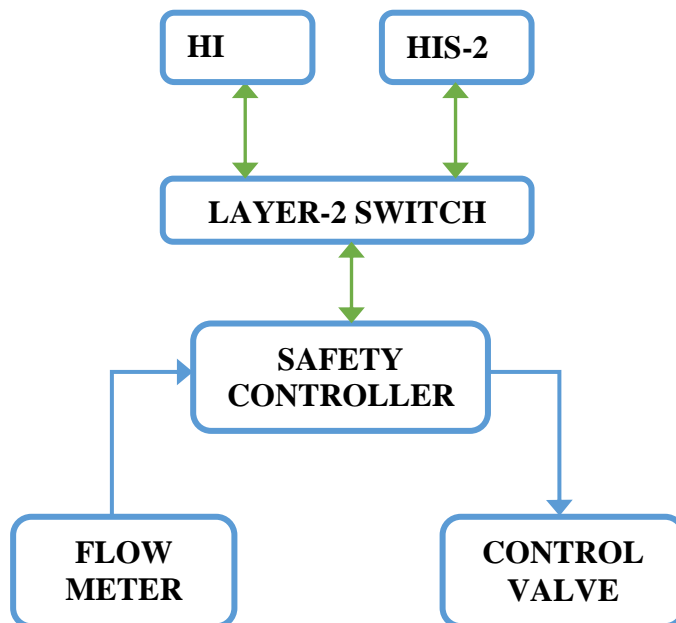 HI
HIS-2
LAYER-2 SWITCH
SAFETY
CONTROLLER
FLOW
METER
CONTROL
VALVE